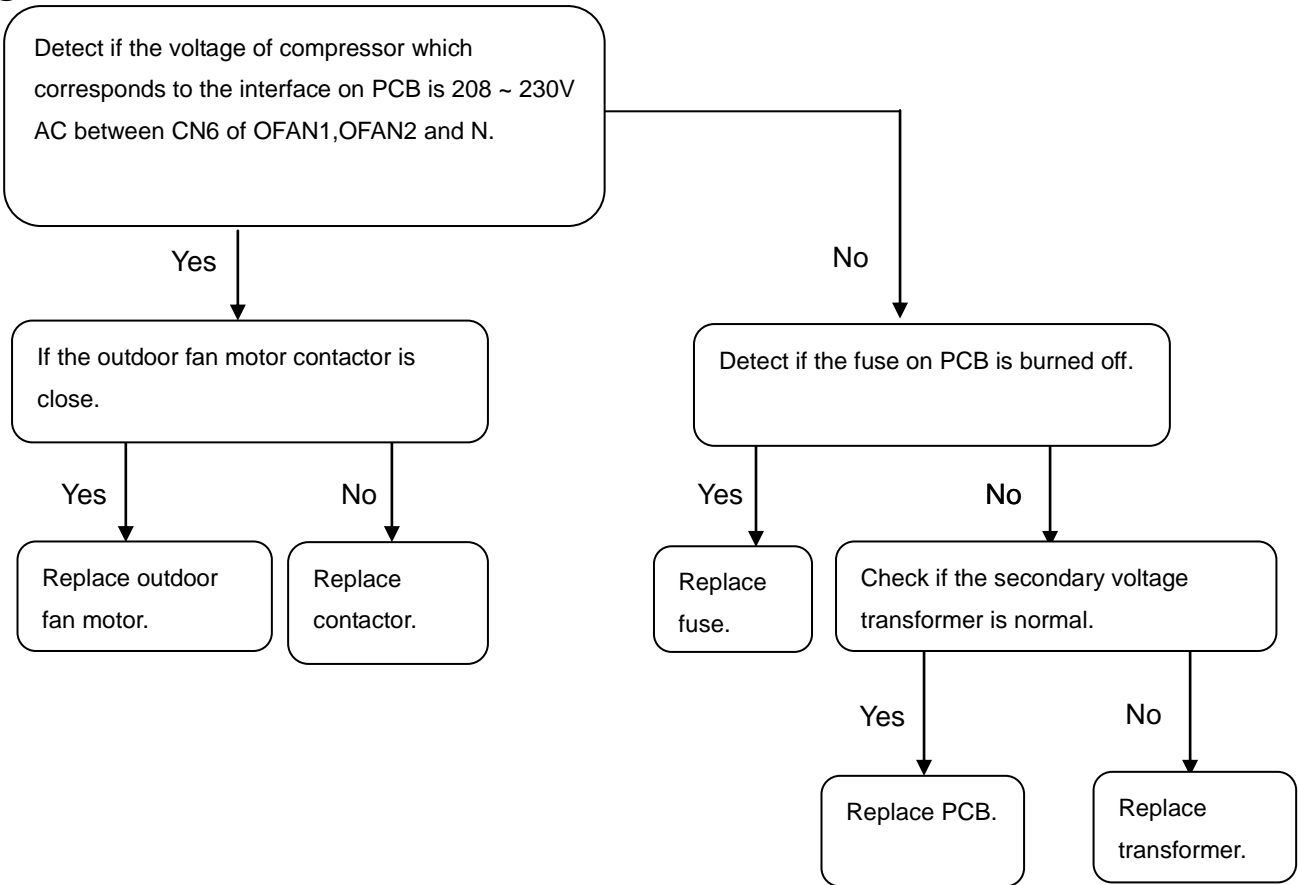 Detect if the voltage of compressor which
corresponds to the interface on PCB is 208 ~ 230V
AC between CN6 of OFAN1,OFAN2 and N.
Yes
No
If the outdoor fan motor contactor is
close.
Detect if the fuse on PCB is burned off.
Yes
No
Yes
No
Replace outdoor
fan motor.
Replace
contactor.
Replace
fuse.
Check if the secondary voltage
transformer is normal.
Yes
No
Replace PCB.
Replace
transformer.